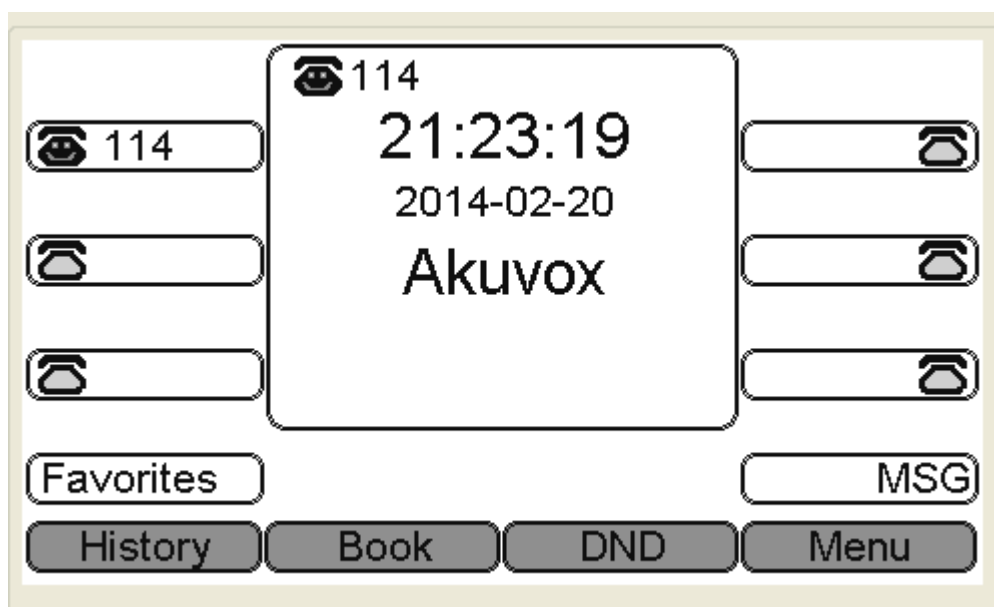 114
114
21:23:19
2014-02-20
Akuvox
Favorites
MSG
History
Book
DND
Menu